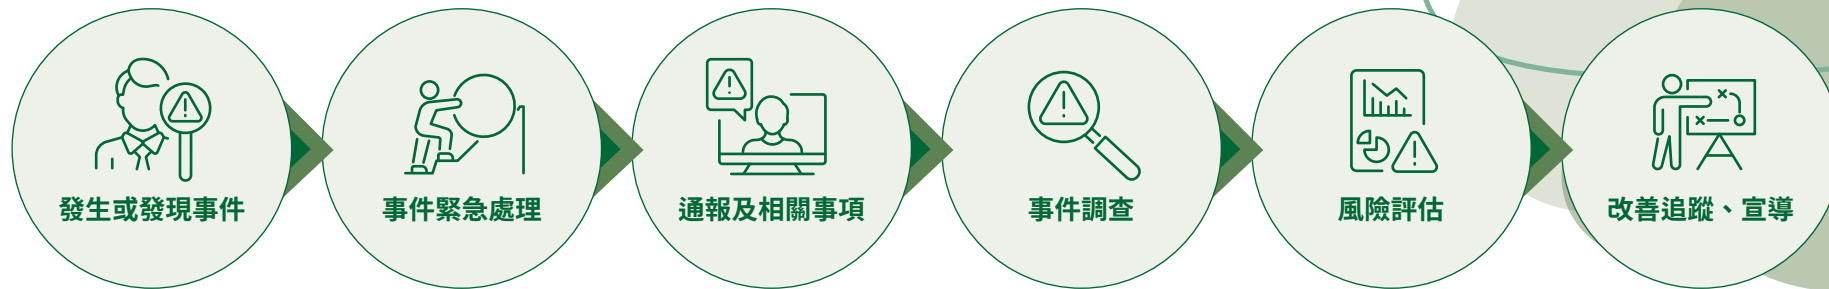 發生或發現事件
事件緊急處理
通報及相關事項
事件調查
風險評估
改善追蹤、宣導